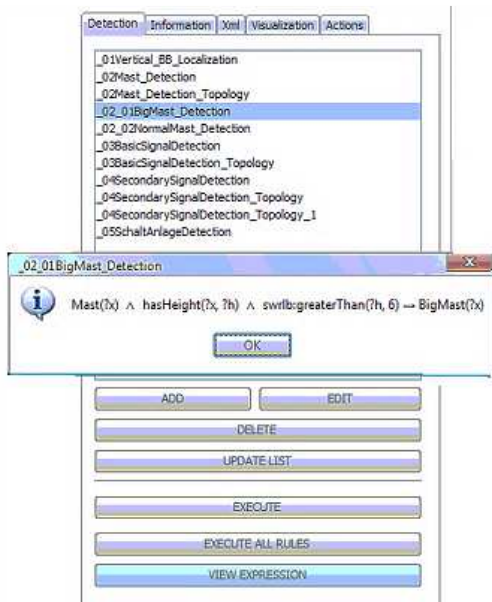 Detection Information Xml Visualization Actions
_01Vertical_BB_Localization
_02Mast_Detection
_02Mast_Detection_Topology
_02_01BigMast_Detection
_02_02NormalMast_Detection
_03BasicSignalDetection
_03BasicSignalDetection_Topology
_04SecondarySignalDetection
_04SecondarySignalDetection_Topology
_04SecondarySignalDetection_Topology_1
_05SchaltAnlageDetection
_02_01BigMast_Detection
Mast(?x) ∧ hasHeight(?x, ?h) ∧ swrlb:greaterThan(?h, 6) → BigMast(?x)
OK
ADD EDIT
DELETE
UPDATE LIST
EXECUTE
EXECUTE ALL RULES
VIEW EXPRESSION